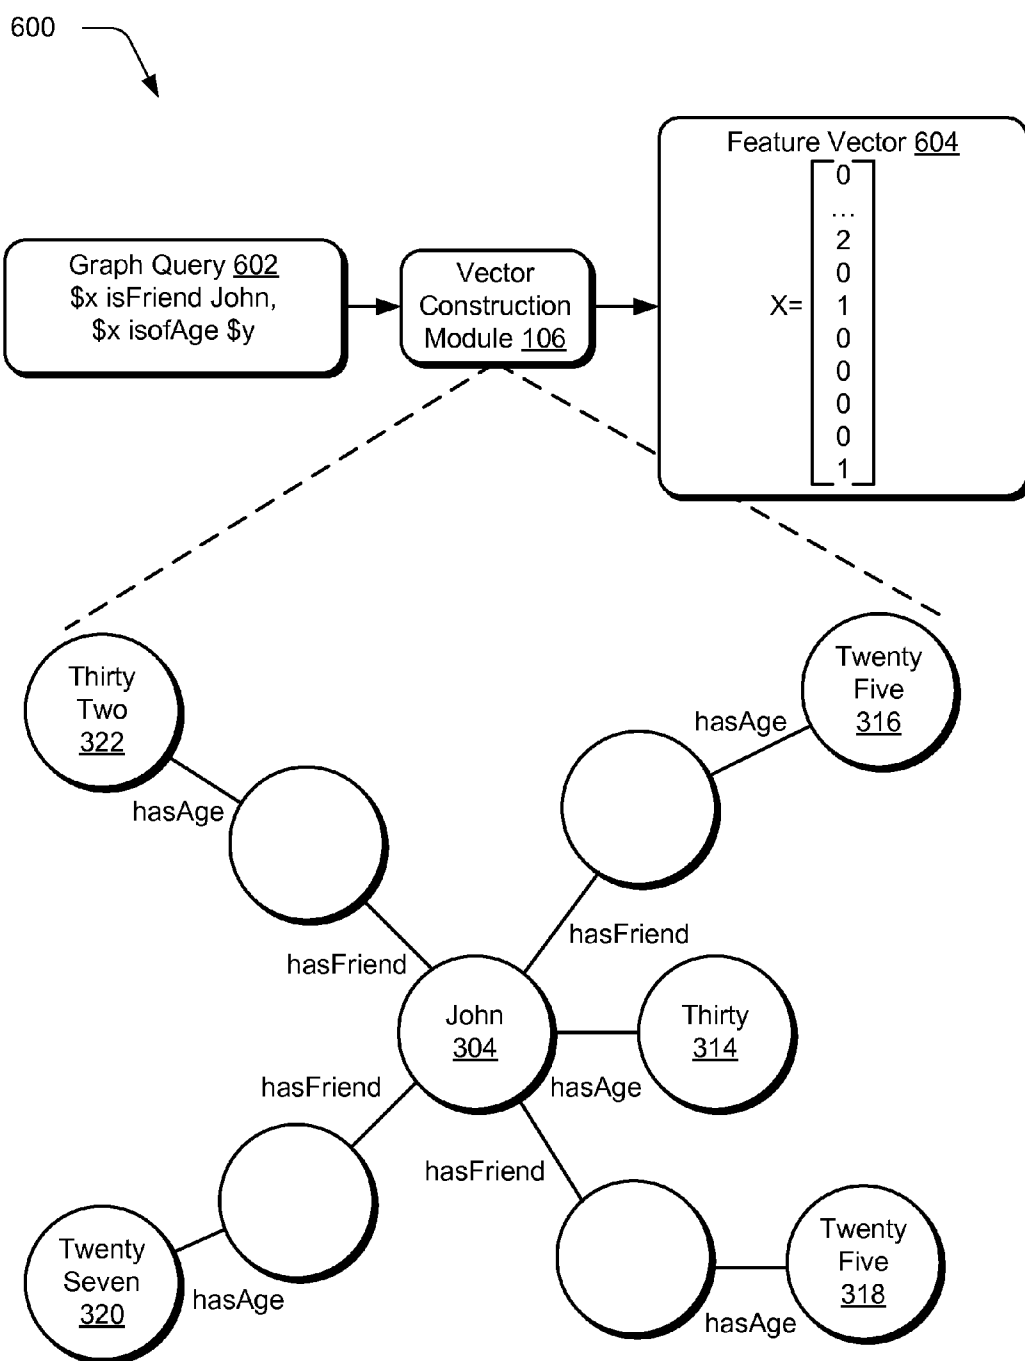 600
Graph Query 602
$x isFriend John,
$x isofAge $y
Vector
Construction
Module 106
Feature Vector 604
X=
0
...
2
0
1
0
0
0
0
1
Thirty
Two
322
hasAge
Twenty
Five
316
hasAge
hasFriend
hasFriend
John
304
Thirty
314
hasAge
hasFriend
hasFriend
Twenty
Seven
320
hasAge
Twenty
Five
318
hasAge